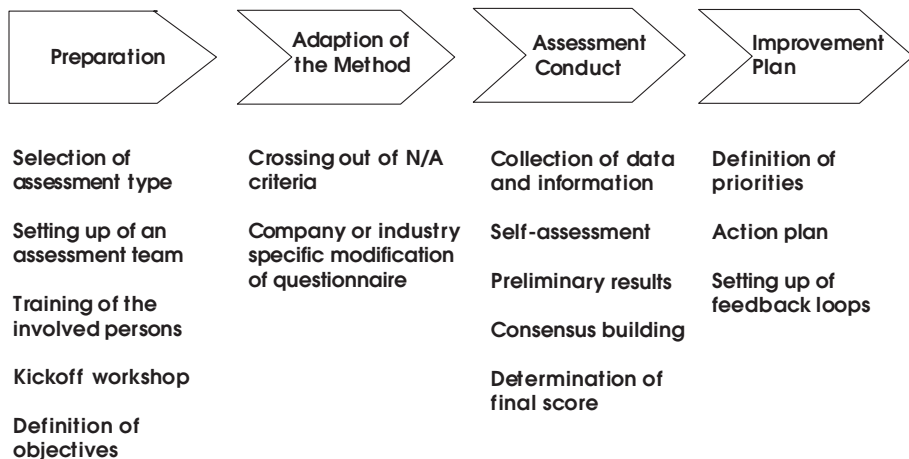 Preparation
Adaption of
the Method
Assessment
Conduct
Improvement
Plan
Selection of
assessment type
Setting up of an
assessment team
Training of the
involved persons
Kickoff workshop
Definition of
objectives
Crossing out of N/A
criteria
Company or industry
specific modification
of questionnaire
Collection of data
and information
Self-assessment
Preliminary results
Consensus building
Determination of
final score
Definition of
priorities
Action plan
Setting up of
feedback loops